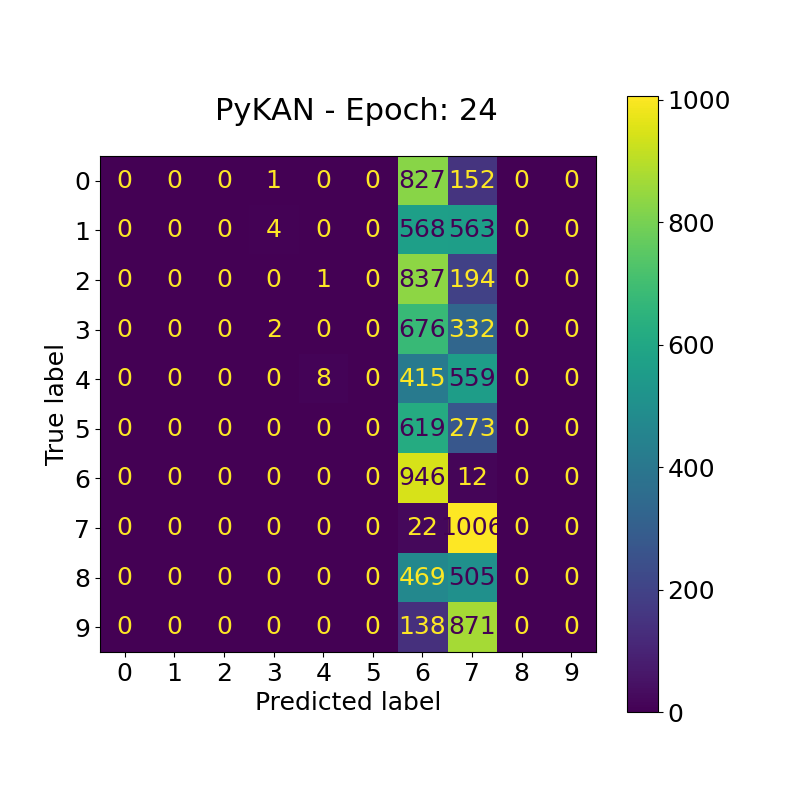 PyKAN - Epoch: 24
1000
0 0 0 0 1 0 0 827 152 0 0
800
1 0 0 0 4 0 0 568 563 0 0
2 0 0 0 0 1 0 837 194 0 0
3 0 0 0 2 0 0 676 332 0 0
600
4 0 0 0 0 8 0 415 559 0 0
True label
5 0 0 0 0 0 0 619 273 0 0
400
6 0 0 0 0 0 0 946 12 0 0
7 0 0 0 0 0 0 22 1006 0 0
8 0 0 0 0 0 0 469 505 0 0
200
9 0 0 0 0 0 0 138 871 0 0
0 1 2 3 4 5 6 7 8 9
Predicted label
0